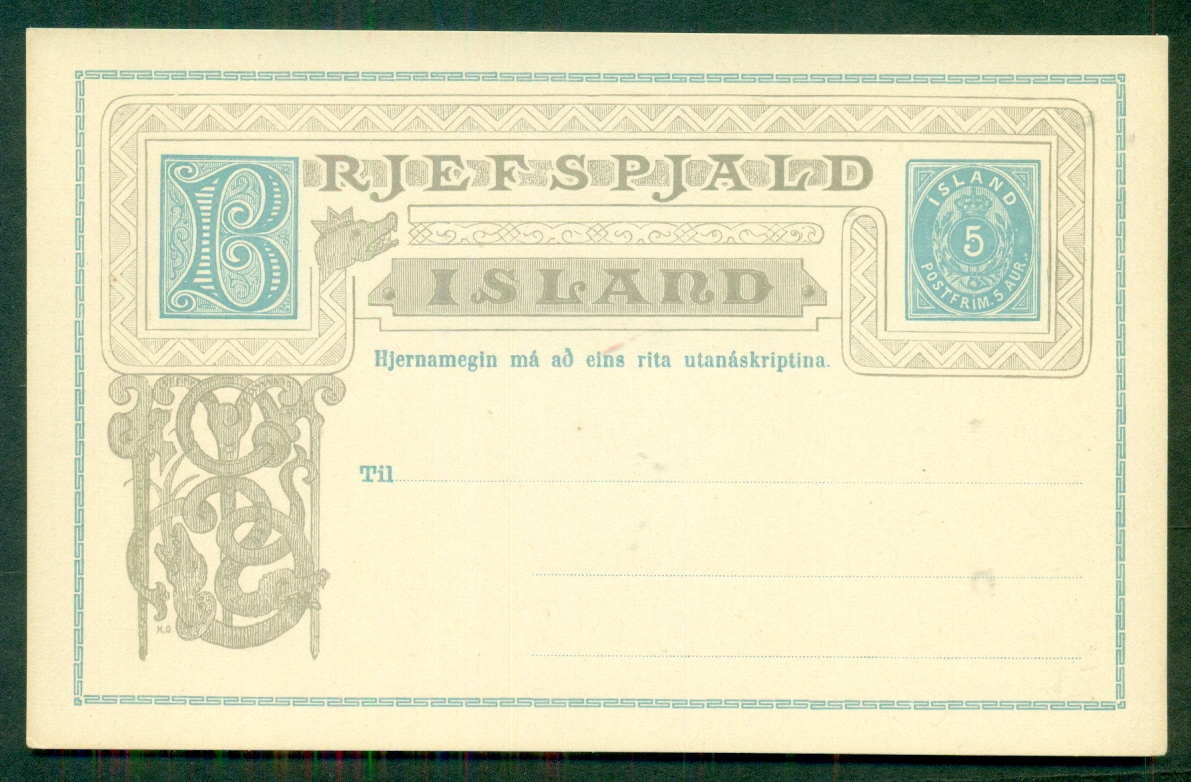 BRJEFSPJALD
ISLAND
ISLAND
5
POSTFRIM. 5 AUR.
Hjernamegin má að eins rita utanáskriptina.
Til
H.O.